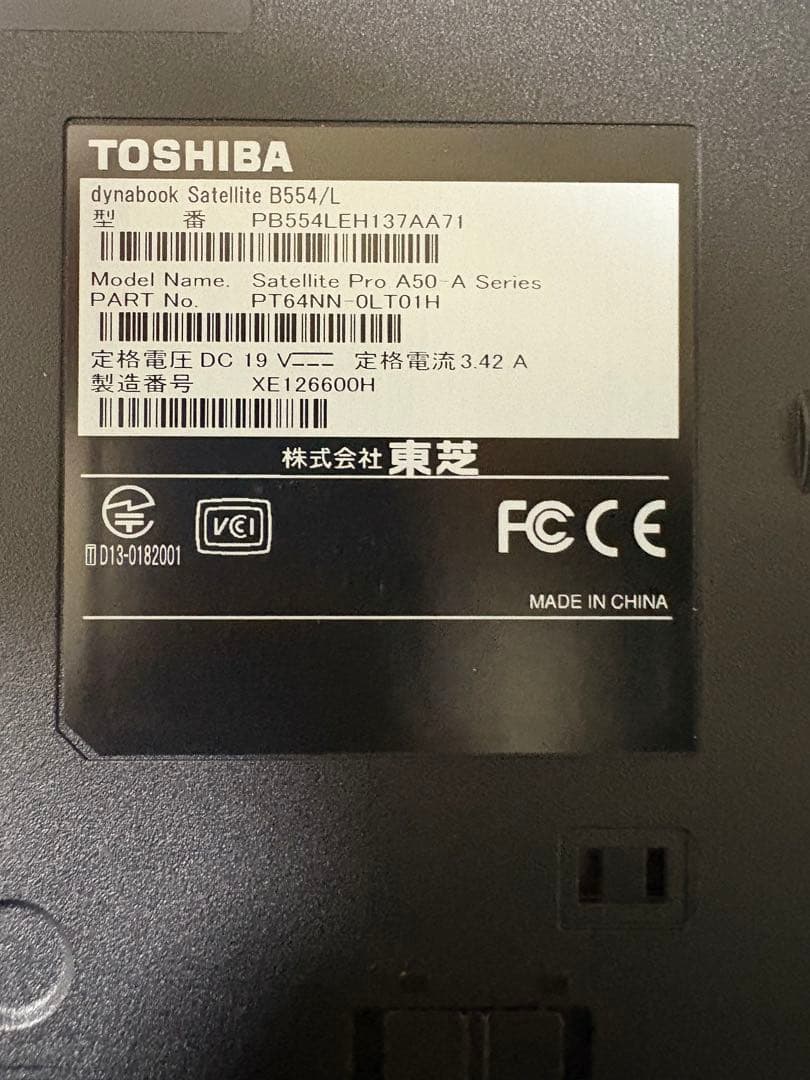 TOSHIBA
dynabook Satellite B554/L
型 番 PB554LEH137AA71
Model Name. Satellite Pro A50-A Series
PART No. PT64NN-0LT01H
定格電圧 DC 19 V 定格電流 3.42 A
製造番号 XE126600H
株式会社 東芝
VCI
FC CE
T D13-0182001
MADE IN CHINA